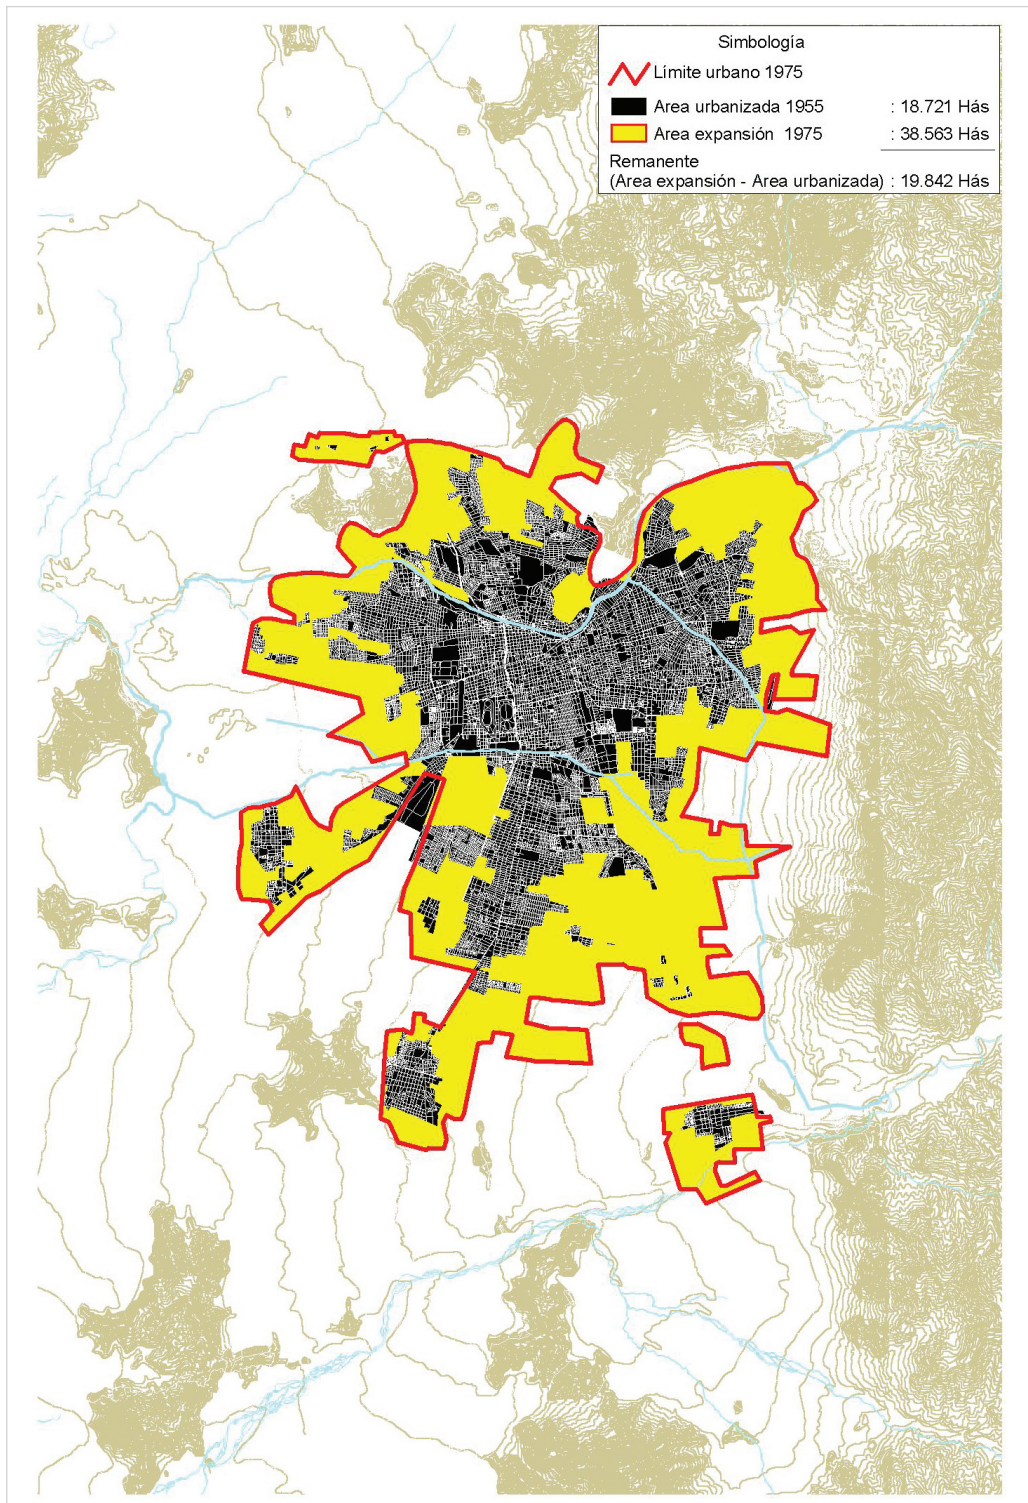 Simbología
Límite urbano 1975
Area urbanizada 1955 : 18.721 Hás
Area expansión 1975 : 38.563 Hás
Remanente
(Area expansión - Area urbanizada) : 19.842 Hás